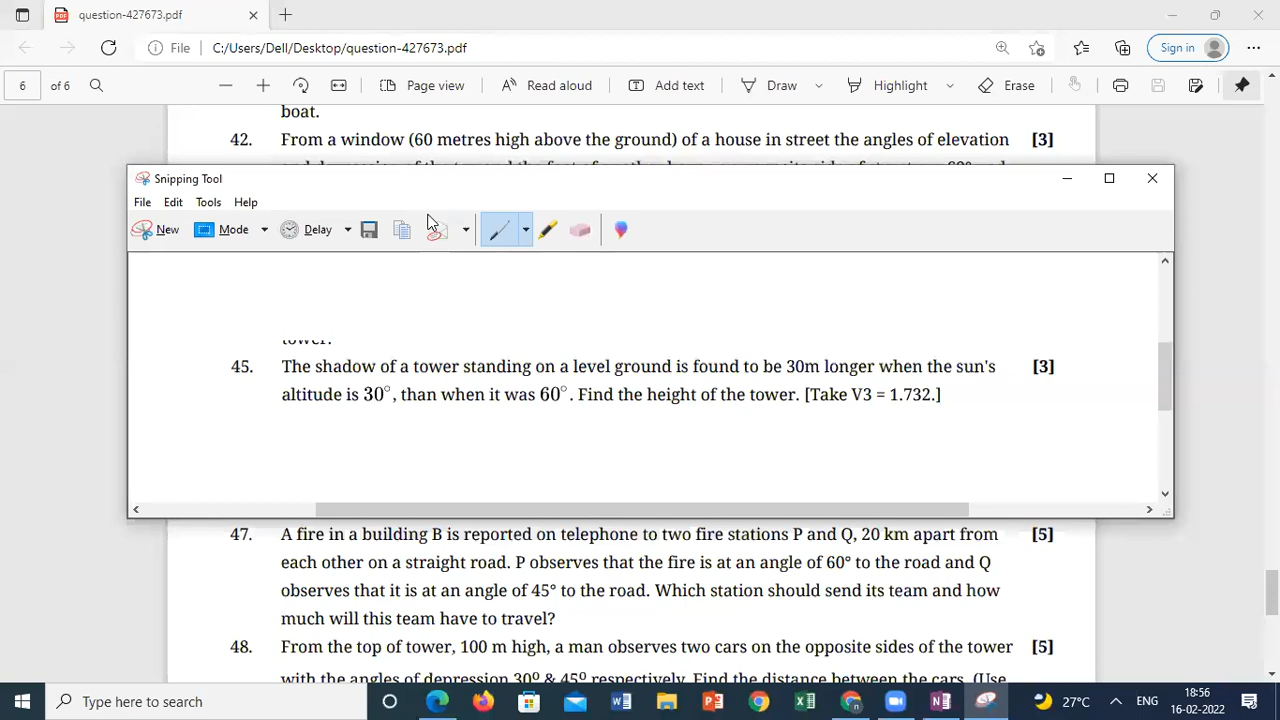 question-427673.pdf
File C:/Users/Dell/Desktop/question-427673.pdf Sign in
6 of 6 Page view Read aloud Add text Draw Highlight Erase
boat.
42. From a window (60 metres high above the ground) of a house in street the angles of elevation [3]
Snipping Tool
File Edit Tools Help
New Mode Delay
tower.
45. The shadow of a tower standing on a level ground is found to be 30m longer when the sun's [3]
altitude is 30°, than when it was 60°. Find the height of the tower. [Take V3 = 1.732.]
47. A fire in a building B is reported on telephone to two fire stations P and Q, 20 km apart from [5]
each other on a straight road. P observes that the fire is at an angle of 60° to the road and Q
observes that it is at an angle of 45° to the road. Which station should send its team and how
much will this team have to travel?
48. From the top of tower, 100 m high, a man observes two cars on the opposite sides of the tower [5]
with the angles of depression 30⁰ & 45⁰ respectively. Find the distance between the cars. (Use
Type here to search 27°C ENG 18:56
16-02-2022